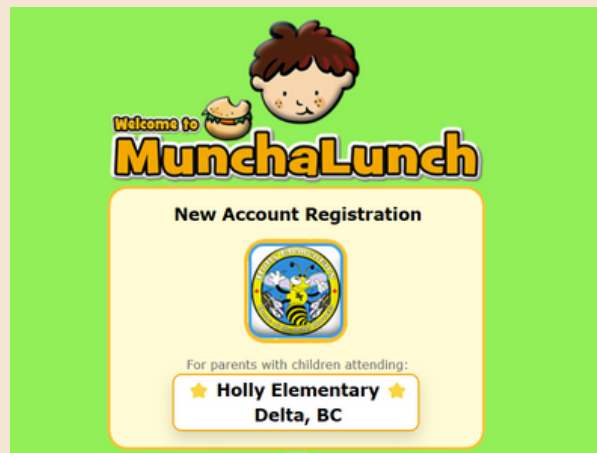 Welcome to
MunchaLunch
New Account Registration
For parents with children attending:
Holly Elementary
Delta, BC